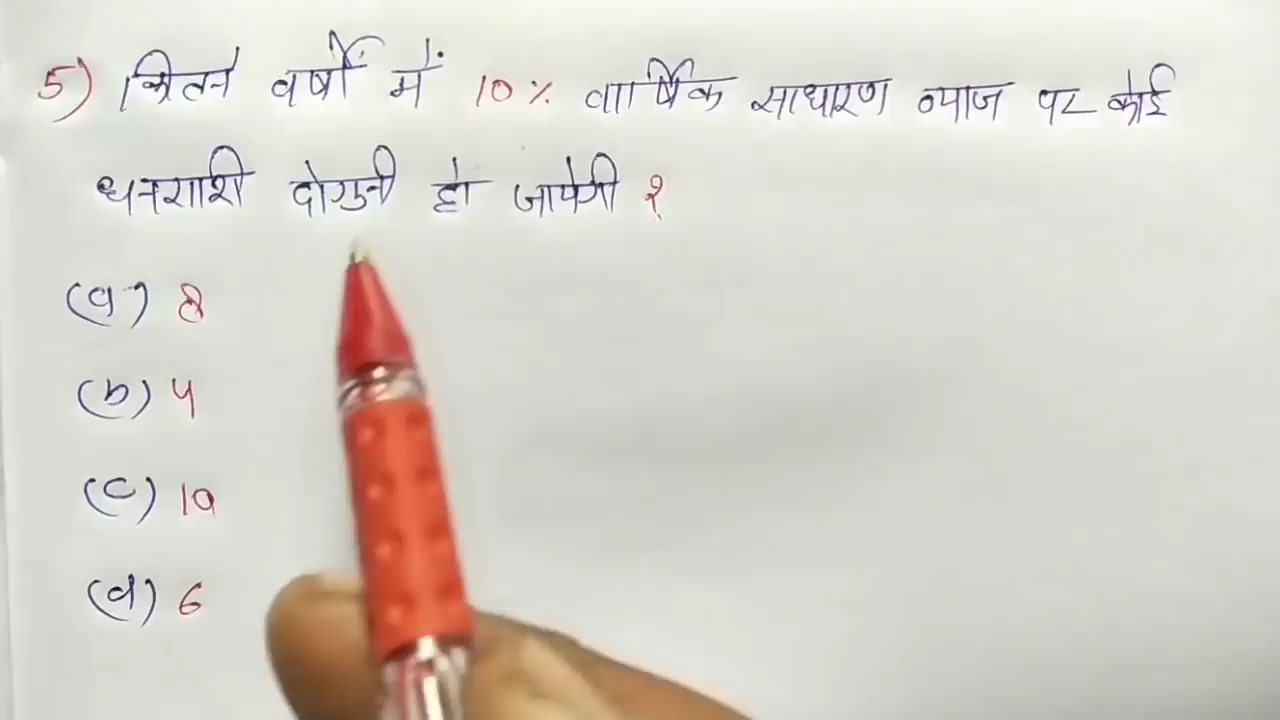 5) कितने वर्षों में 10% वार्षिक साधारण ब्याज पर कोई
धनराशी दोगुनी हो जायेगी ?
(a) 8
(b) 4
(c) 10
(d) 6